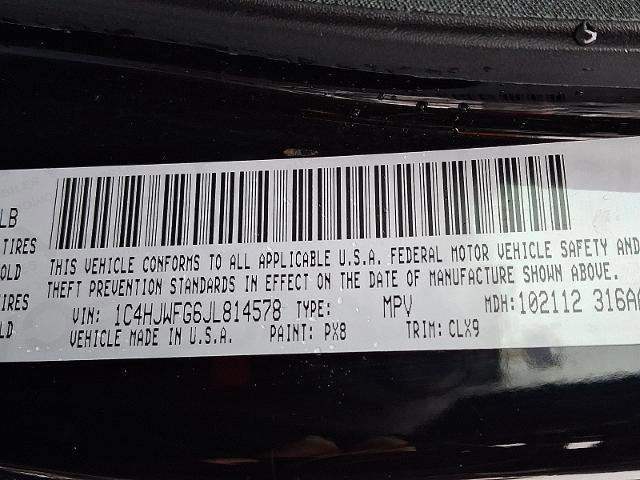 LB
TIRES
OLD
THIS VEHICLE CONFORMS TO ALL APPLICABLE U.S.A. FEDERAL MOTOR VEHICLE SAFETY AND
THEFT PREVENTION STANDARDS IN EFFECT ON THE DATE OF MANUFACTURE SHOWN ABOVE.
IRES
VIN: 1C4HJWFG6JL814578 TYPE: MPV MDH:102112 316A
LD
VEHICLE MADE IN U.S.A. PAINT: PX8 TRIM: CLX9